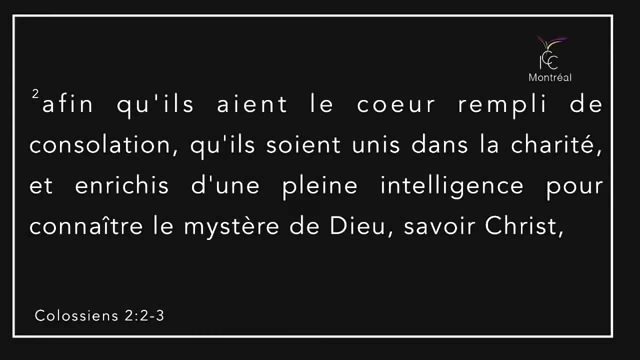 ICC
Montréal
²afin qu'ils aient le coeur rempli de
consolation, qu'ils soient unis dans la charité,
et enrichis d'une pleine intelligence pour
connaître le mystère de Dieu, savoir Christ,
Colossiens 2:2-3